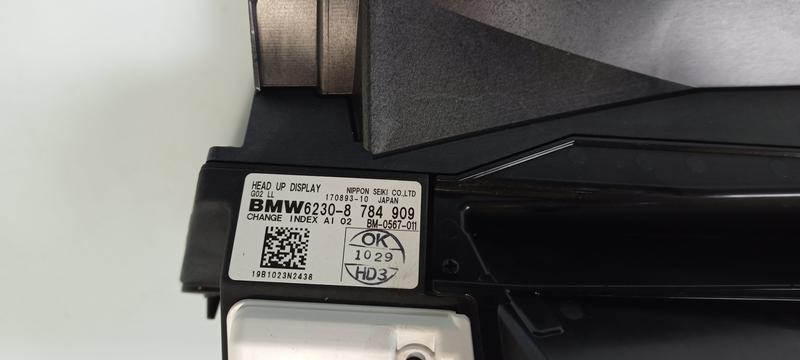 HEAD UP DISPLAY
NIPPON SEIKI CO.,LTD
G02 LL
170893-10 JAPAN
BMW6230-8 784 909
CHANGE INDEX AI 02
BM-0567-011
OK
1029
HD3
19B1023N2438